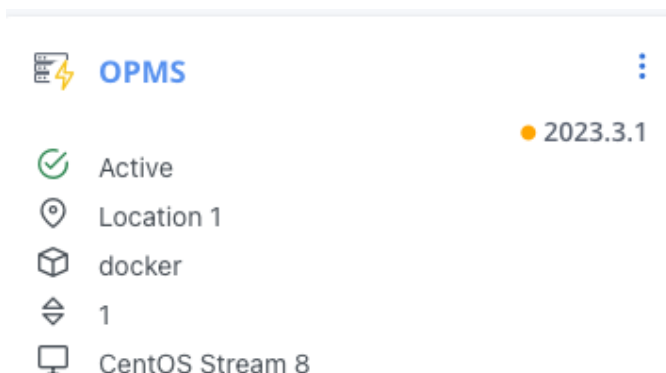 OPMS
2023.3.1
Active
Location 1
docker
1
CentOS Stream 8